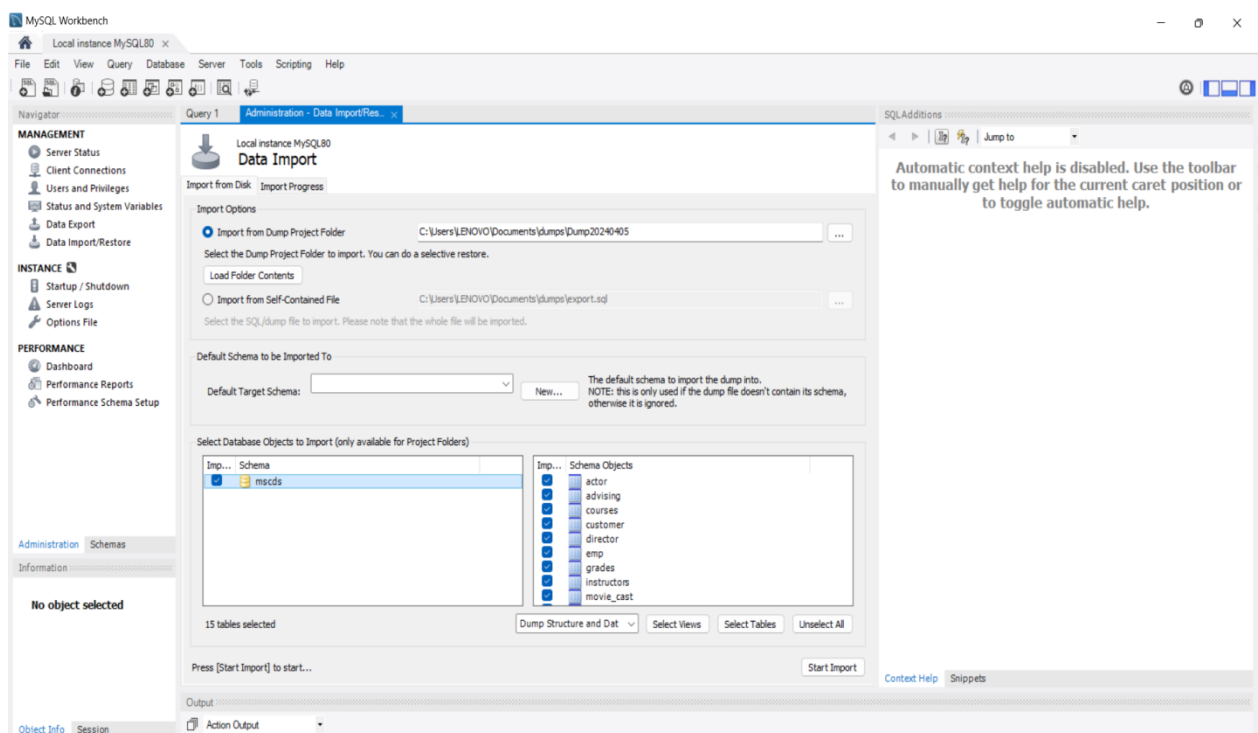 MySQL Workbench
Local instance MySQL80
File Edit View Query Database Server Tools Scripting Help
Navigator
MANAGEMENT
Server Status
Client Connections
Users and Privileges
Status and System Variables
Data Export
Data Import/Restore
INSTANCE
Startup / Shutdown
Server Logs
Options File
PERFORMANCE
Dashboard
Performance Reports
Performance Schema Setup
Administration Schemas
Information
No object selected
Object Info Session
Query 1 Administration - Data Import/Res...
Local instance MySQL80
Data Import
Import from Disk Import Progress
Import Options
Import from Dump Project Folder C:\Users\LENOVO\Documents\dumps\Dump20240405 ...
Select the Dump Project Folder to import. You can do a selective restore.
Load Folder Contents
Import from Self-Contained File C:\Users\LENOVO\Documents\dumps\export.sql ...
Select the SQL/dump file to import. Please note that the whole file will be imported.
Default Schema to be Imported To
Default Target Schema: New...
The default schema to import the dump into.
NOTE: this is only used if the dump file doesn't contain its schema,
otherwise it is ignored.
Select Database Objects to Import (only available for Project Folders)
Imp... Schema
mscds
Imp... Schema Objects
actor
advising
courses
customer
director
emp
grades
instructors
movie_cast
15 tables selected Dump Structure and Dat Select Views Select Tables Unselect All
Press [Start Import] to start... Start Import
Output
Action Output
SQLAdditions
Jump to
Automatic context help is disabled. Use the toolbar
to manually get help for the current caret position or
to toggle automatic help.
Context Help Snippets